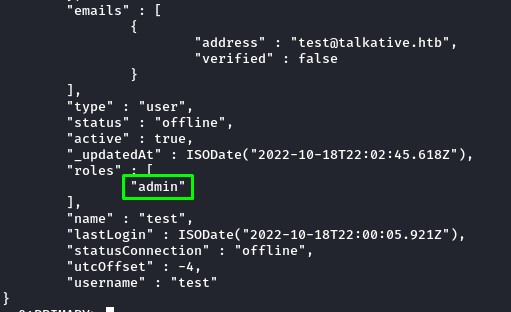 "emails" : [
{
"address" : "test@talkative.htb",
"verified" : false
}
],
"type" : "user",
"status" : "offline",
"active" : true,
"_updatedAt" : ISODate("2022-10-18T22:02:45.618Z"),
"roles" : [
"admin"
],
"name" : "test",
"lastLogin" : ISODate("2022-10-18T22:00:05.921Z"),
"statusConnection" : "offline",
"utcOffset" : -4,
"username" : "test"
}